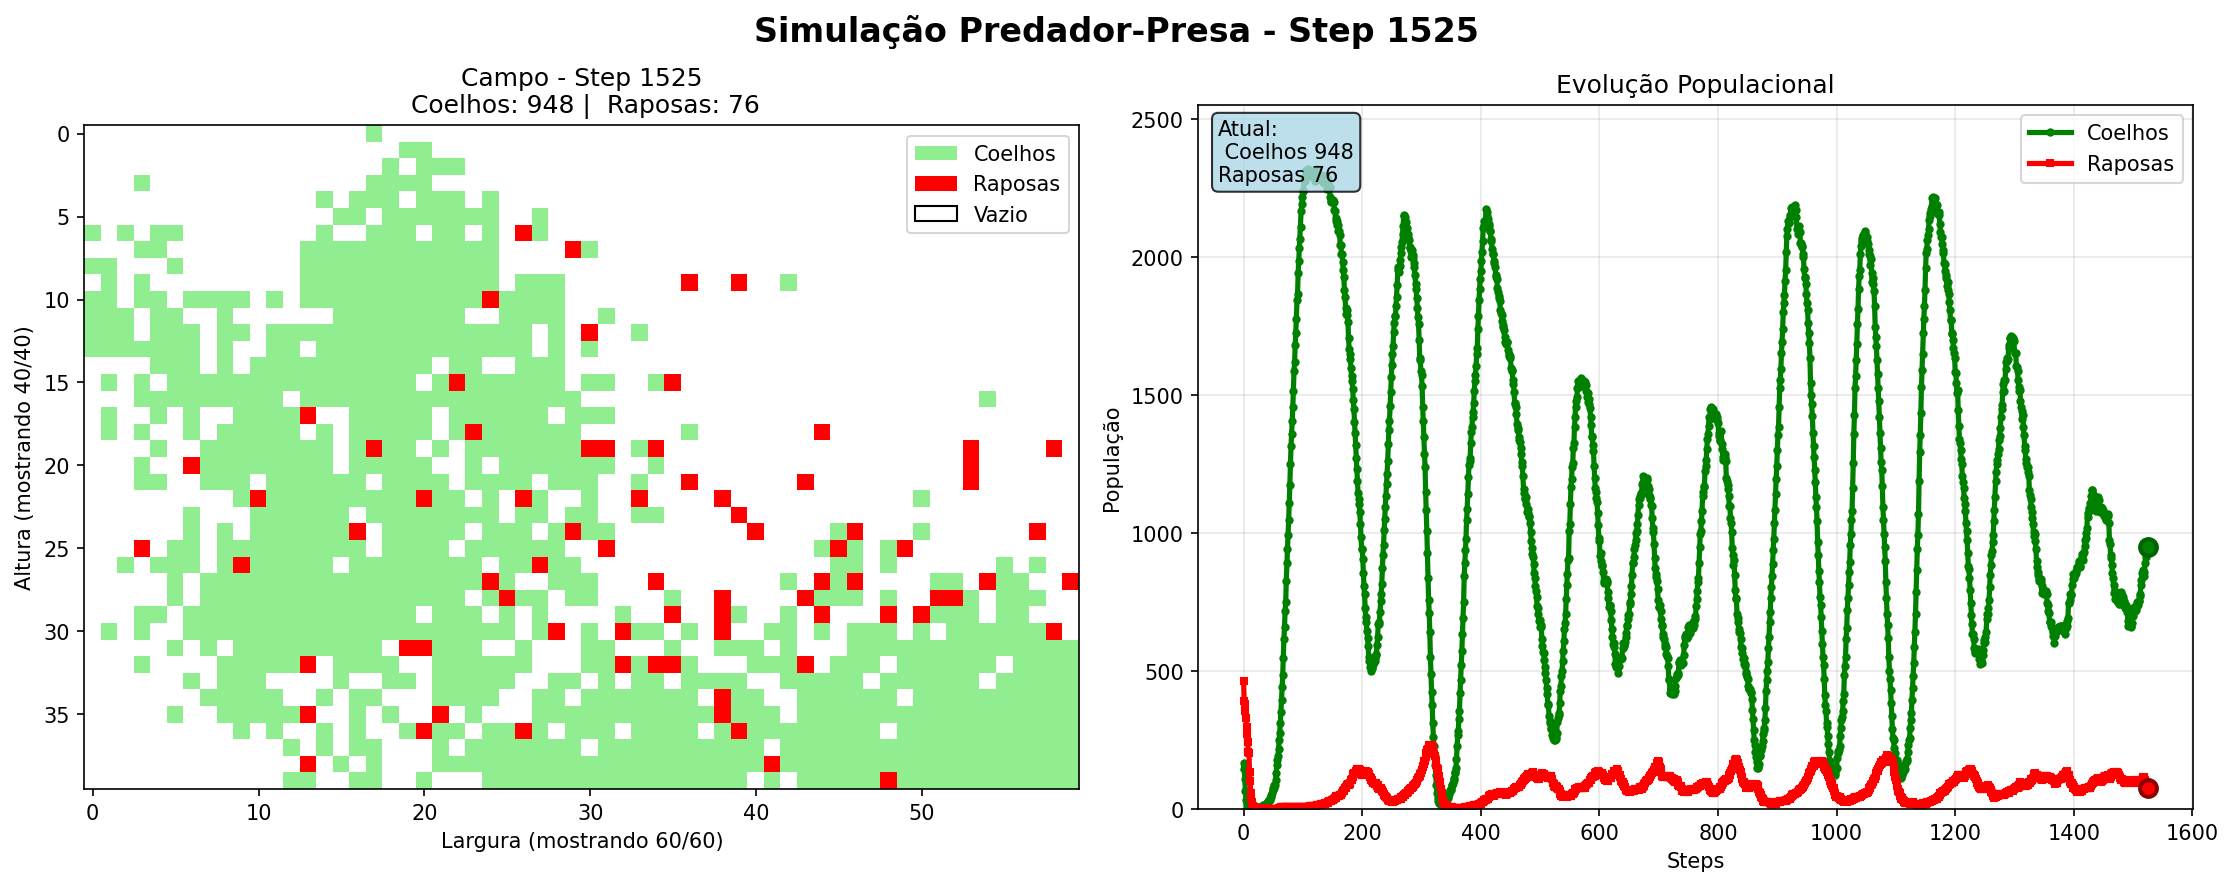 Simulação Predador-Presa - Step 1525
Campo - Step 1525
Coelhos: 948 |  Raposas: 76
Coelhos
Raposas
Vazio
0
5
10
15
20
25
30
35
Altura (mostrando 40/40)
0
10
20
30
40
50
Largura (mostrando 60/60)
Evolução Populacional
Atual:
Coelhos 948
Raposas 76
Coelhos
Raposas
2500
2000
1500
1000
500
0
População
0
200
400
600
800
1000
1200
1400
1600
Steps